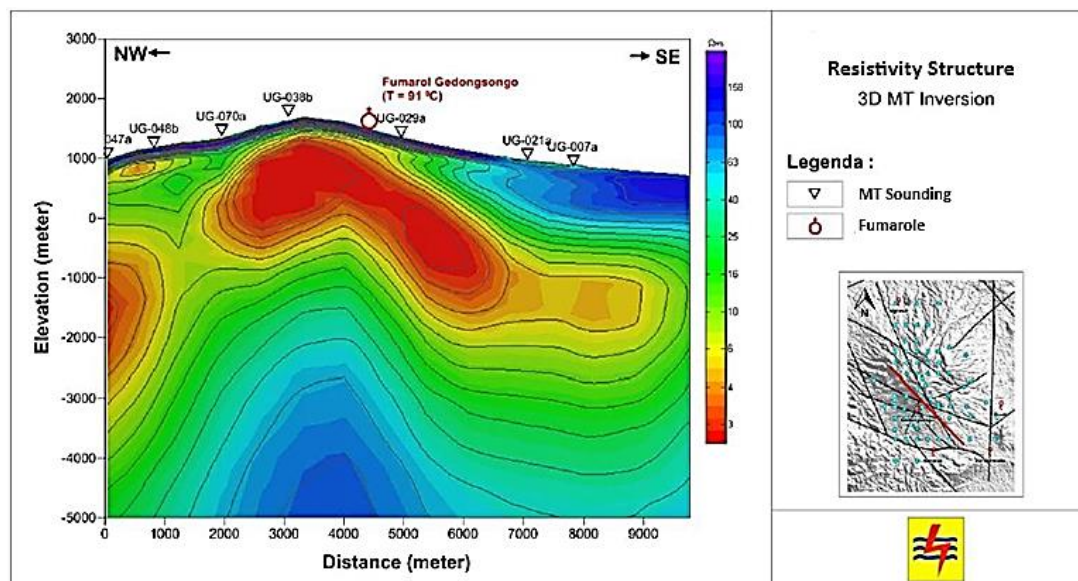 3000
2000
1000
0
-1000
-2000
-3000
-4000
-5000
Elevation (meter)
NW
SE
Fumarol Gedongsongo
(T = 91 ºC)
047a
UG-048b
UG-070a
UG-038b
UG-029a
UG-021a
UG-007a
0
1000
2000
3000
4000
5000
6000
7000
8000
9000
Distance (meter)
158
100
63
40
25
16
10
6
4
3
Resistivity Structure
3D MT Inversion
Legenda :
MT Sounding
Fumarole
N